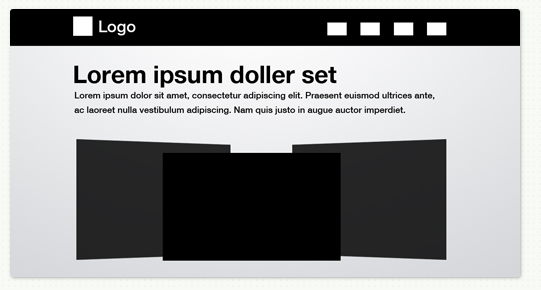 Logo
Lorem ipsum doller set
Lorem ipsum dolor sit amet, consectetur adipiscing elit. Praesent euismod ultrices ante,
ac laoreet nulla vestibulum adipiscing. Nam quis justo in augue auctor imperdiet.